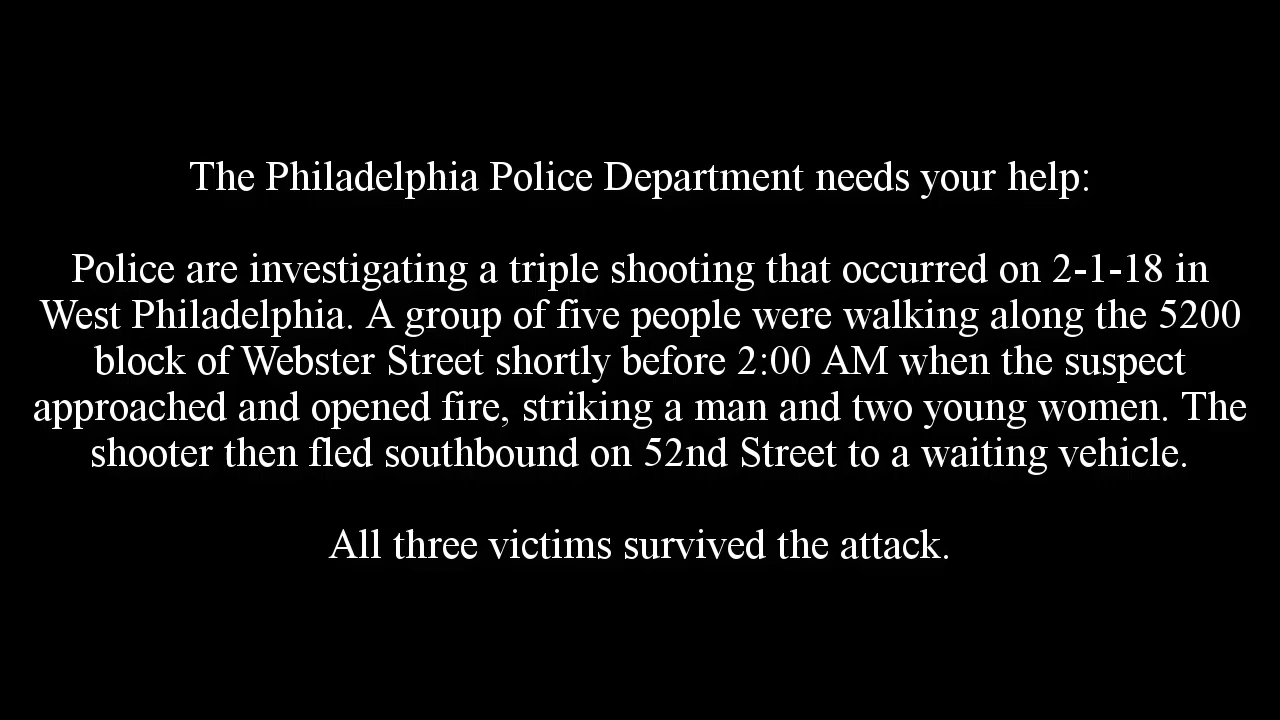 The Philadelphia Police Department needs your help:
Police are investigating a triple shooting that occurred on 2-1-18 in
West Philadelphia. A group of five people were walking along the 5200
block of Webster Street shortly before 2:00 AM when the suspect
approached and opened fire, striking a man and two young women. The
shooter then fled southbound on 52nd Street to a waiting vehicle.
All three victims survived the attack.